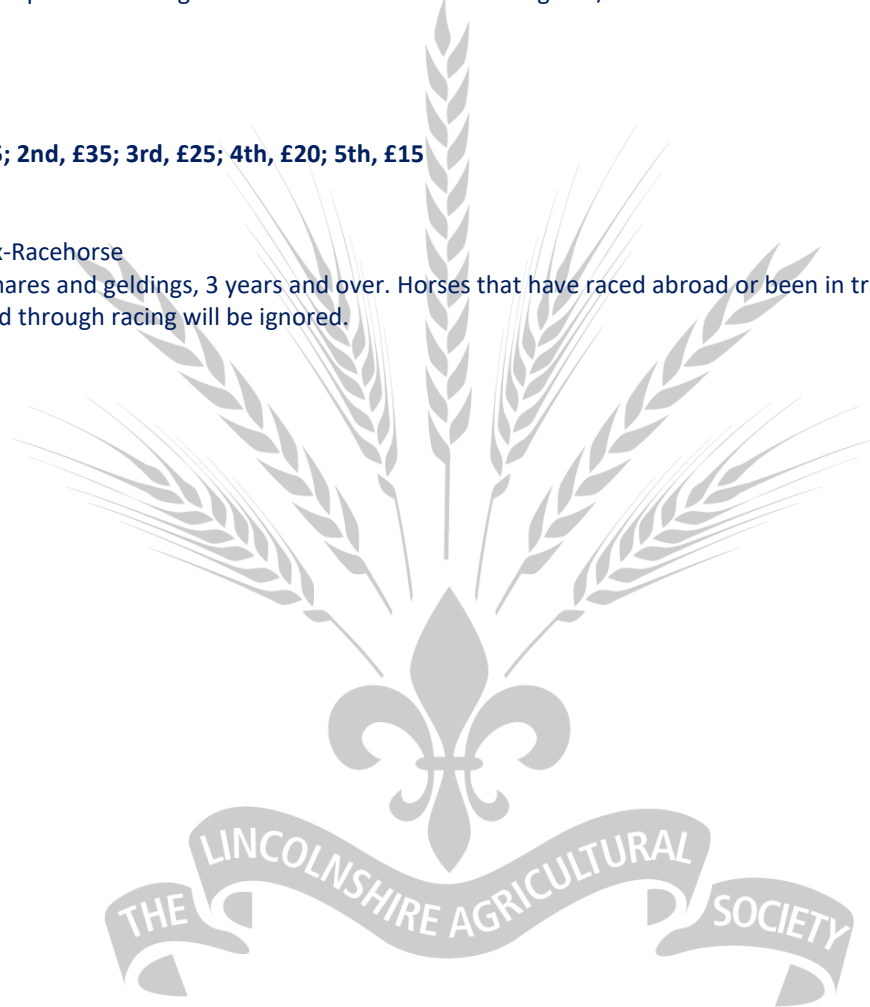 ; 2nd, £35; 3rd, £25; 4th, £20; 5th, £15
-Racehorse
mares and geldings, 3 years and over. Horses that have raced abroad or been in tr
d through racing will be ignored.
THE LINCOLNSHIRE AGRICULTURAL SOCIETY